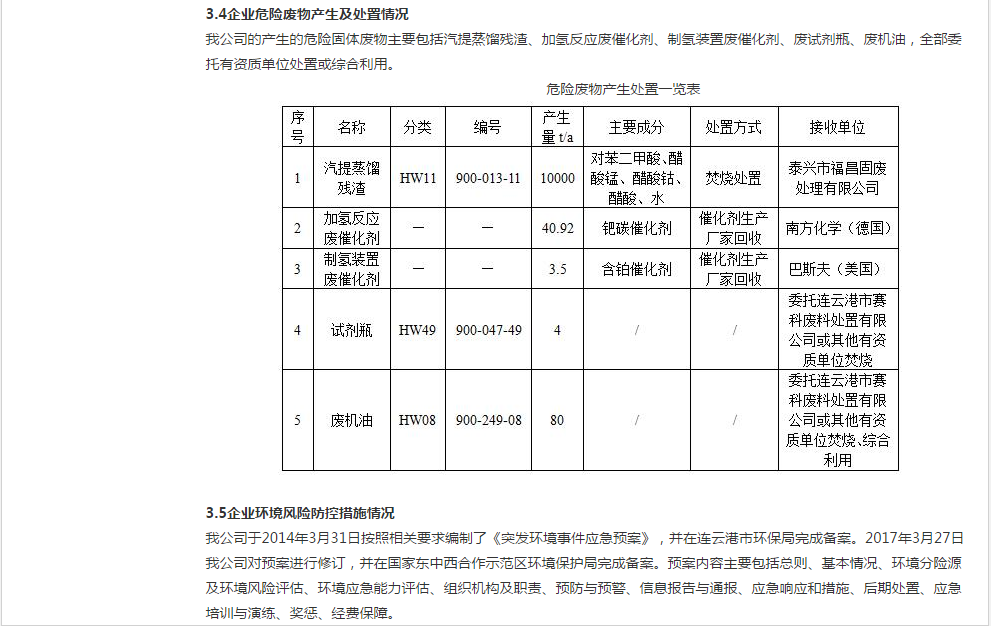 3.4企业危险废物产生及处置情况
我公司的产生的危险固体废物主要包括汽提蒸馏残渣、加氢反应废催化剂、制氢装置废催化剂、废试剂瓶、废机油，全部委
托有资质单位处置或综合利用。
危险废物产生处置一览表
序号 名称 分类 编号 产生量 t/a 主要成分 处置方式 接收单位
1 汽提蒸馏残渣 HW11 900-013-11 10000 对苯二甲酸、醋酸锰、醋酸钴、醋酸、水 焚烧处置 泰兴市福昌固废处理有限公司
2 加氢反应废催化剂 — — 40.92 钯碳催化剂 催化剂生产厂家回收 南方化学（德国）
3 制氢装置废催化剂 — — 3.5 含铂催化剂 催化剂生产厂家回收 巴斯夫（美国）
4 试剂瓶 HW49 900-047-49 4 / / 委托连云港市赛科废料处置有限公司或其他有资质单位焚烧
5 废机油 HW08 900-249-08 80 / / 委托连云港市赛科废料处置有限公司或其他有资质单位焚烧、综合利用
3.5企业环境风险防控措施情况
我公司于2014年3月31日按照相关要求编制了《突发环境事件应急预案》，并在连云港市环保局完成备案。2017年3月27日
我公司对预案进行修订，并在国家东中西合作示范区环境保护局完成备案。预案内容主要包括总则、基本情况、环境分险源
及环境风险评估、环境应急能力评估、组织机构及职责、预防与预警、信息报告与通报、应急响应和措施、后期处置、应急
培训与演练、奖惩、经费保障。